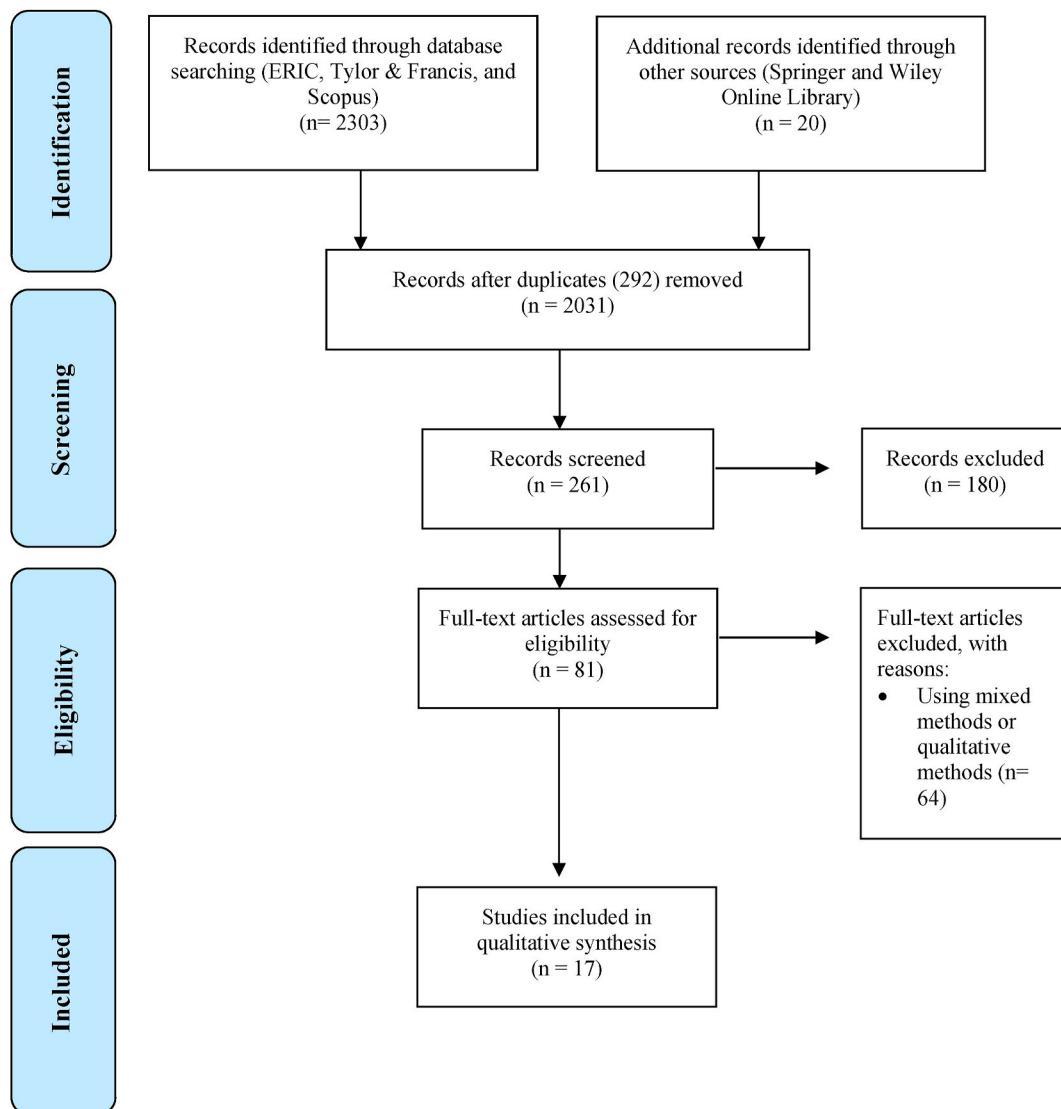 Identification
Records identified through database
searching (ERIC, Tylor & Francis, and
Scopus)
(n= 2303)
Additional records identified through
other sources (Springer and Wiley
Online Library)
(n = 20)
Records after duplicates (292) removed
(n = 2031)
Screening
Records screened
(n = 261)
Records excluded
(n = 180)
Eligibility
Full-text articles assessed for
eligibility
(n = 81)
Full-text articles
excluded, with
reasons:
• Using mixed
methods or
qualitative
methods (n=
64)
Included
Studies included in
qualitative synthesis
(n = 17)